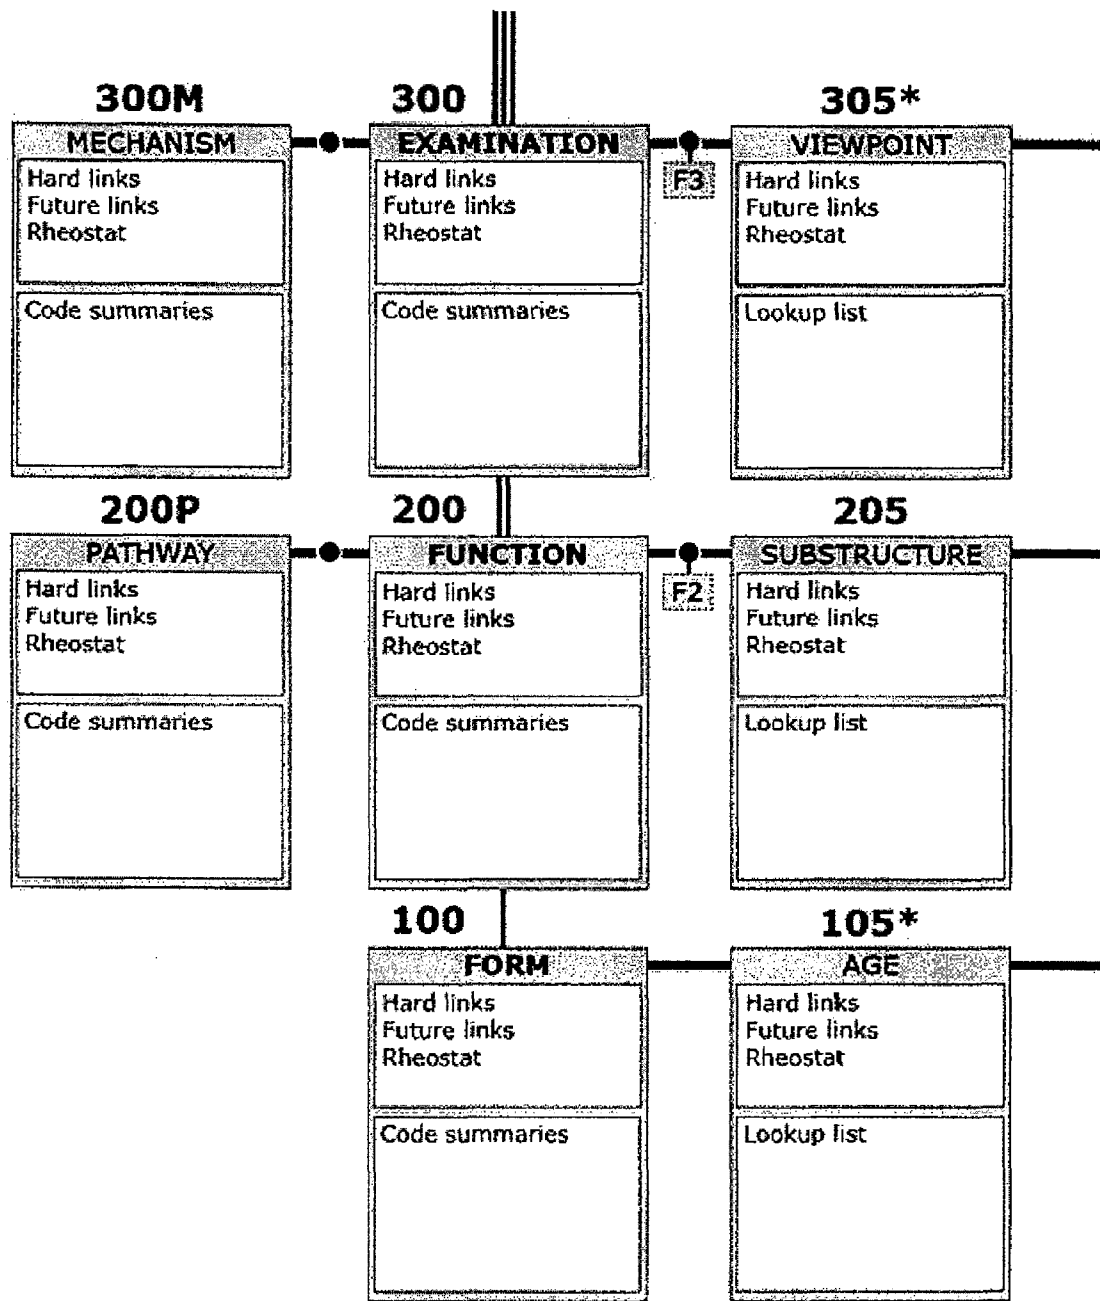 300M
MECHANISM
Hard links
Future links
Rheostat
Code summaries
300
EXAMINATION
Hard links
Future links
Rheostat
Code summaries
F3
305*
VIEWPOINT
Hard links
Future links
Rheostat
Lookup list
200P
PATHWAY
Hard links
Future links
Rheostat
Code summaries
200
FUNCTION
Hard links
Future links
Rheostat
Code summaries
F2
205
SUBSTRUCTURE
Hard links
Future links
Rheostat
Lookup list
100
FORM
Hard links
Future links
Rheostat
Code summaries
105*
AGE
Hard links
Future links
Rheostat
Lookup list